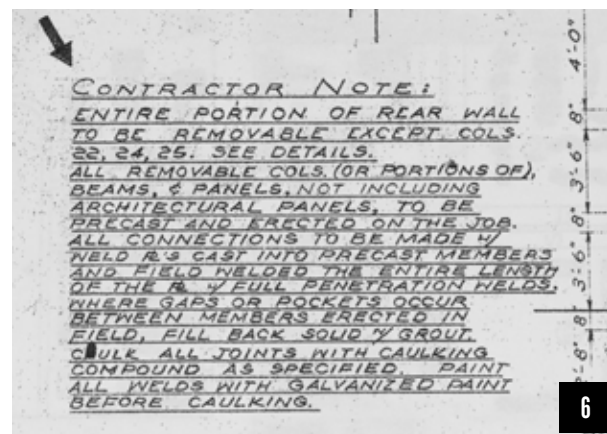 CONTRACTOR NOTE:
ENTIRE PORTION OF REAR WALL
TO BE REMOVABLE EXCEPT COLS.
22, 24, 25. SEE DETAILS.
ALL REMOVABLE COLS. (OR PORTIONS OF),
BEAMS, & PANELS, NOT INCLUDING
ARCHITECTURAL PANELS, TO BE
PRECAST AND ERECTED ON THE JOB.
ALL CONNECTIONS TO BE MADE W/
WELD ⅊'S CAST INTO PRECAST MEMBERS
AND FIELD WELDED THE ENTIRE LENGTH
OF THE ⅊ W/ FULL PENETRATION WELDS.
WHERE GAPS OR POCKETS OCCUR
BETWEEN MEMBERS ERECTED IN
FIELD, FILL BACK SOLID W/ GROUT.
CAULK ALL JOINTS WITH CAULKING
COMPOUND AS SPECIFIED. PAINT
ALL WELDS WITH GALVANIZED PAINT
BEFORE CAULKING.
4'-0"
8"
3'-6"
8"
3'-6"
8"
6